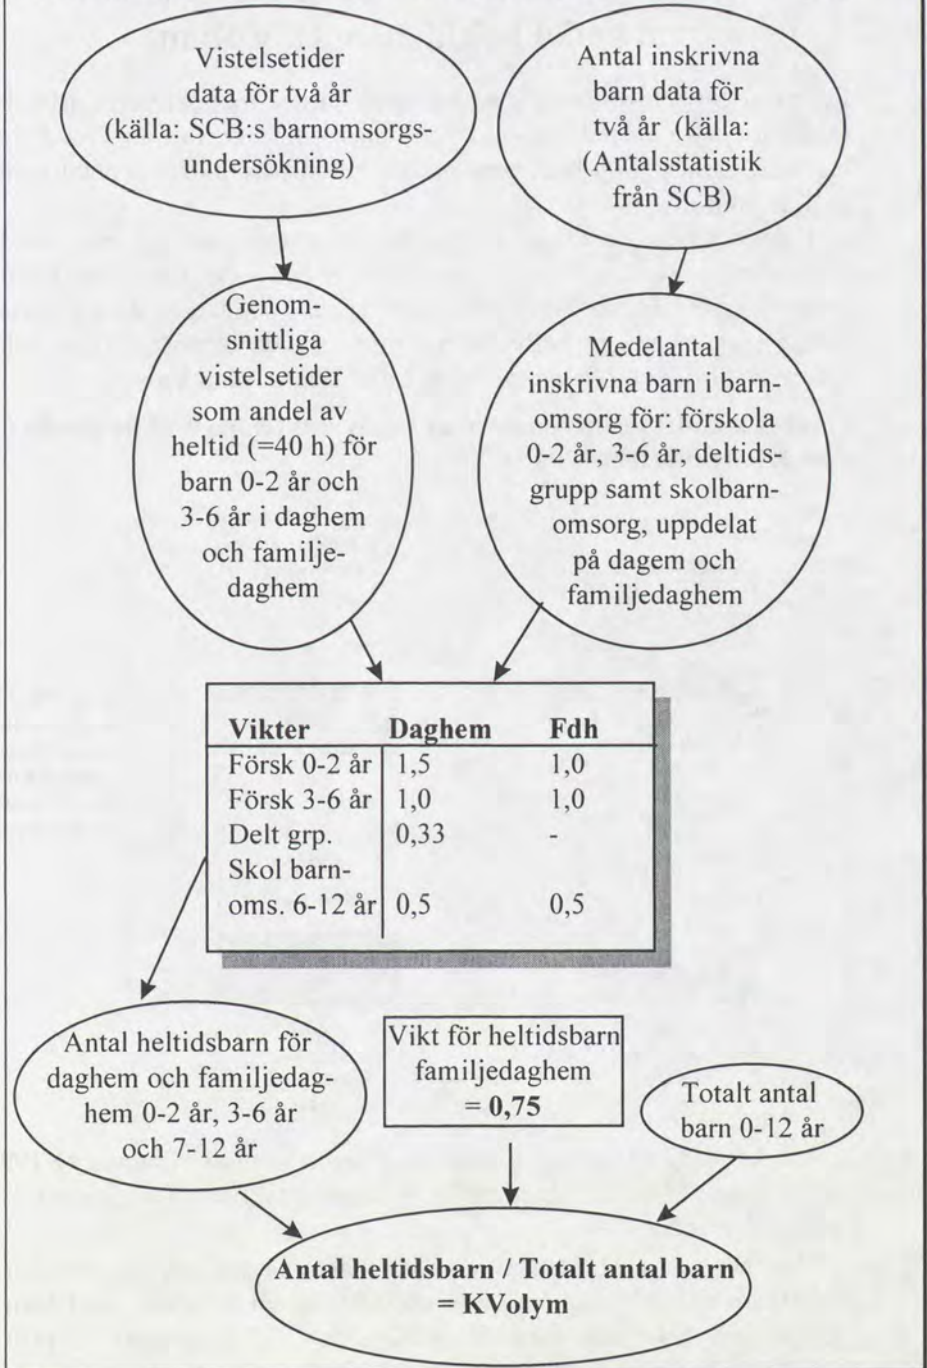 Vistelsetider
data för två år
(källa: SCB:s barnomsorgs-
undersökning)
Antal inskrivna
barn data för
två år (källa:
(Antalsstatistik
från SCB)
Genom-
snittliga
vistelsetider
som andel av
heltid (=40 h) för
barn 0-2 år och
3-6 år i daghem
och familje-
daghem
Medelantal
inskrivna barn i barn-
omsorg för: förskola
0-2 år, 3-6 år, deltids-
grupp samt skolbarn-
omsorg, uppdelat
på dagem och
familjedaghem
Vikter Daghem Fdh
Försk 0-2 år 1,5 1,0
Försk 3-6 år 1,0 1,0
Delt grp. 0,33 -
Skol barn-
oms. 6-12 år 0,5 0,5
Antal heltidsbarn för
daghem och familjedag-
hem 0-2 år, 3-6 år
och 7-12 år
Vikt för heltidsbarn
familjedaghem
= 0,75
Totalt antal
barn 0-12 år
Antal heltidsbarn / Totalt antal barn
= KVolym